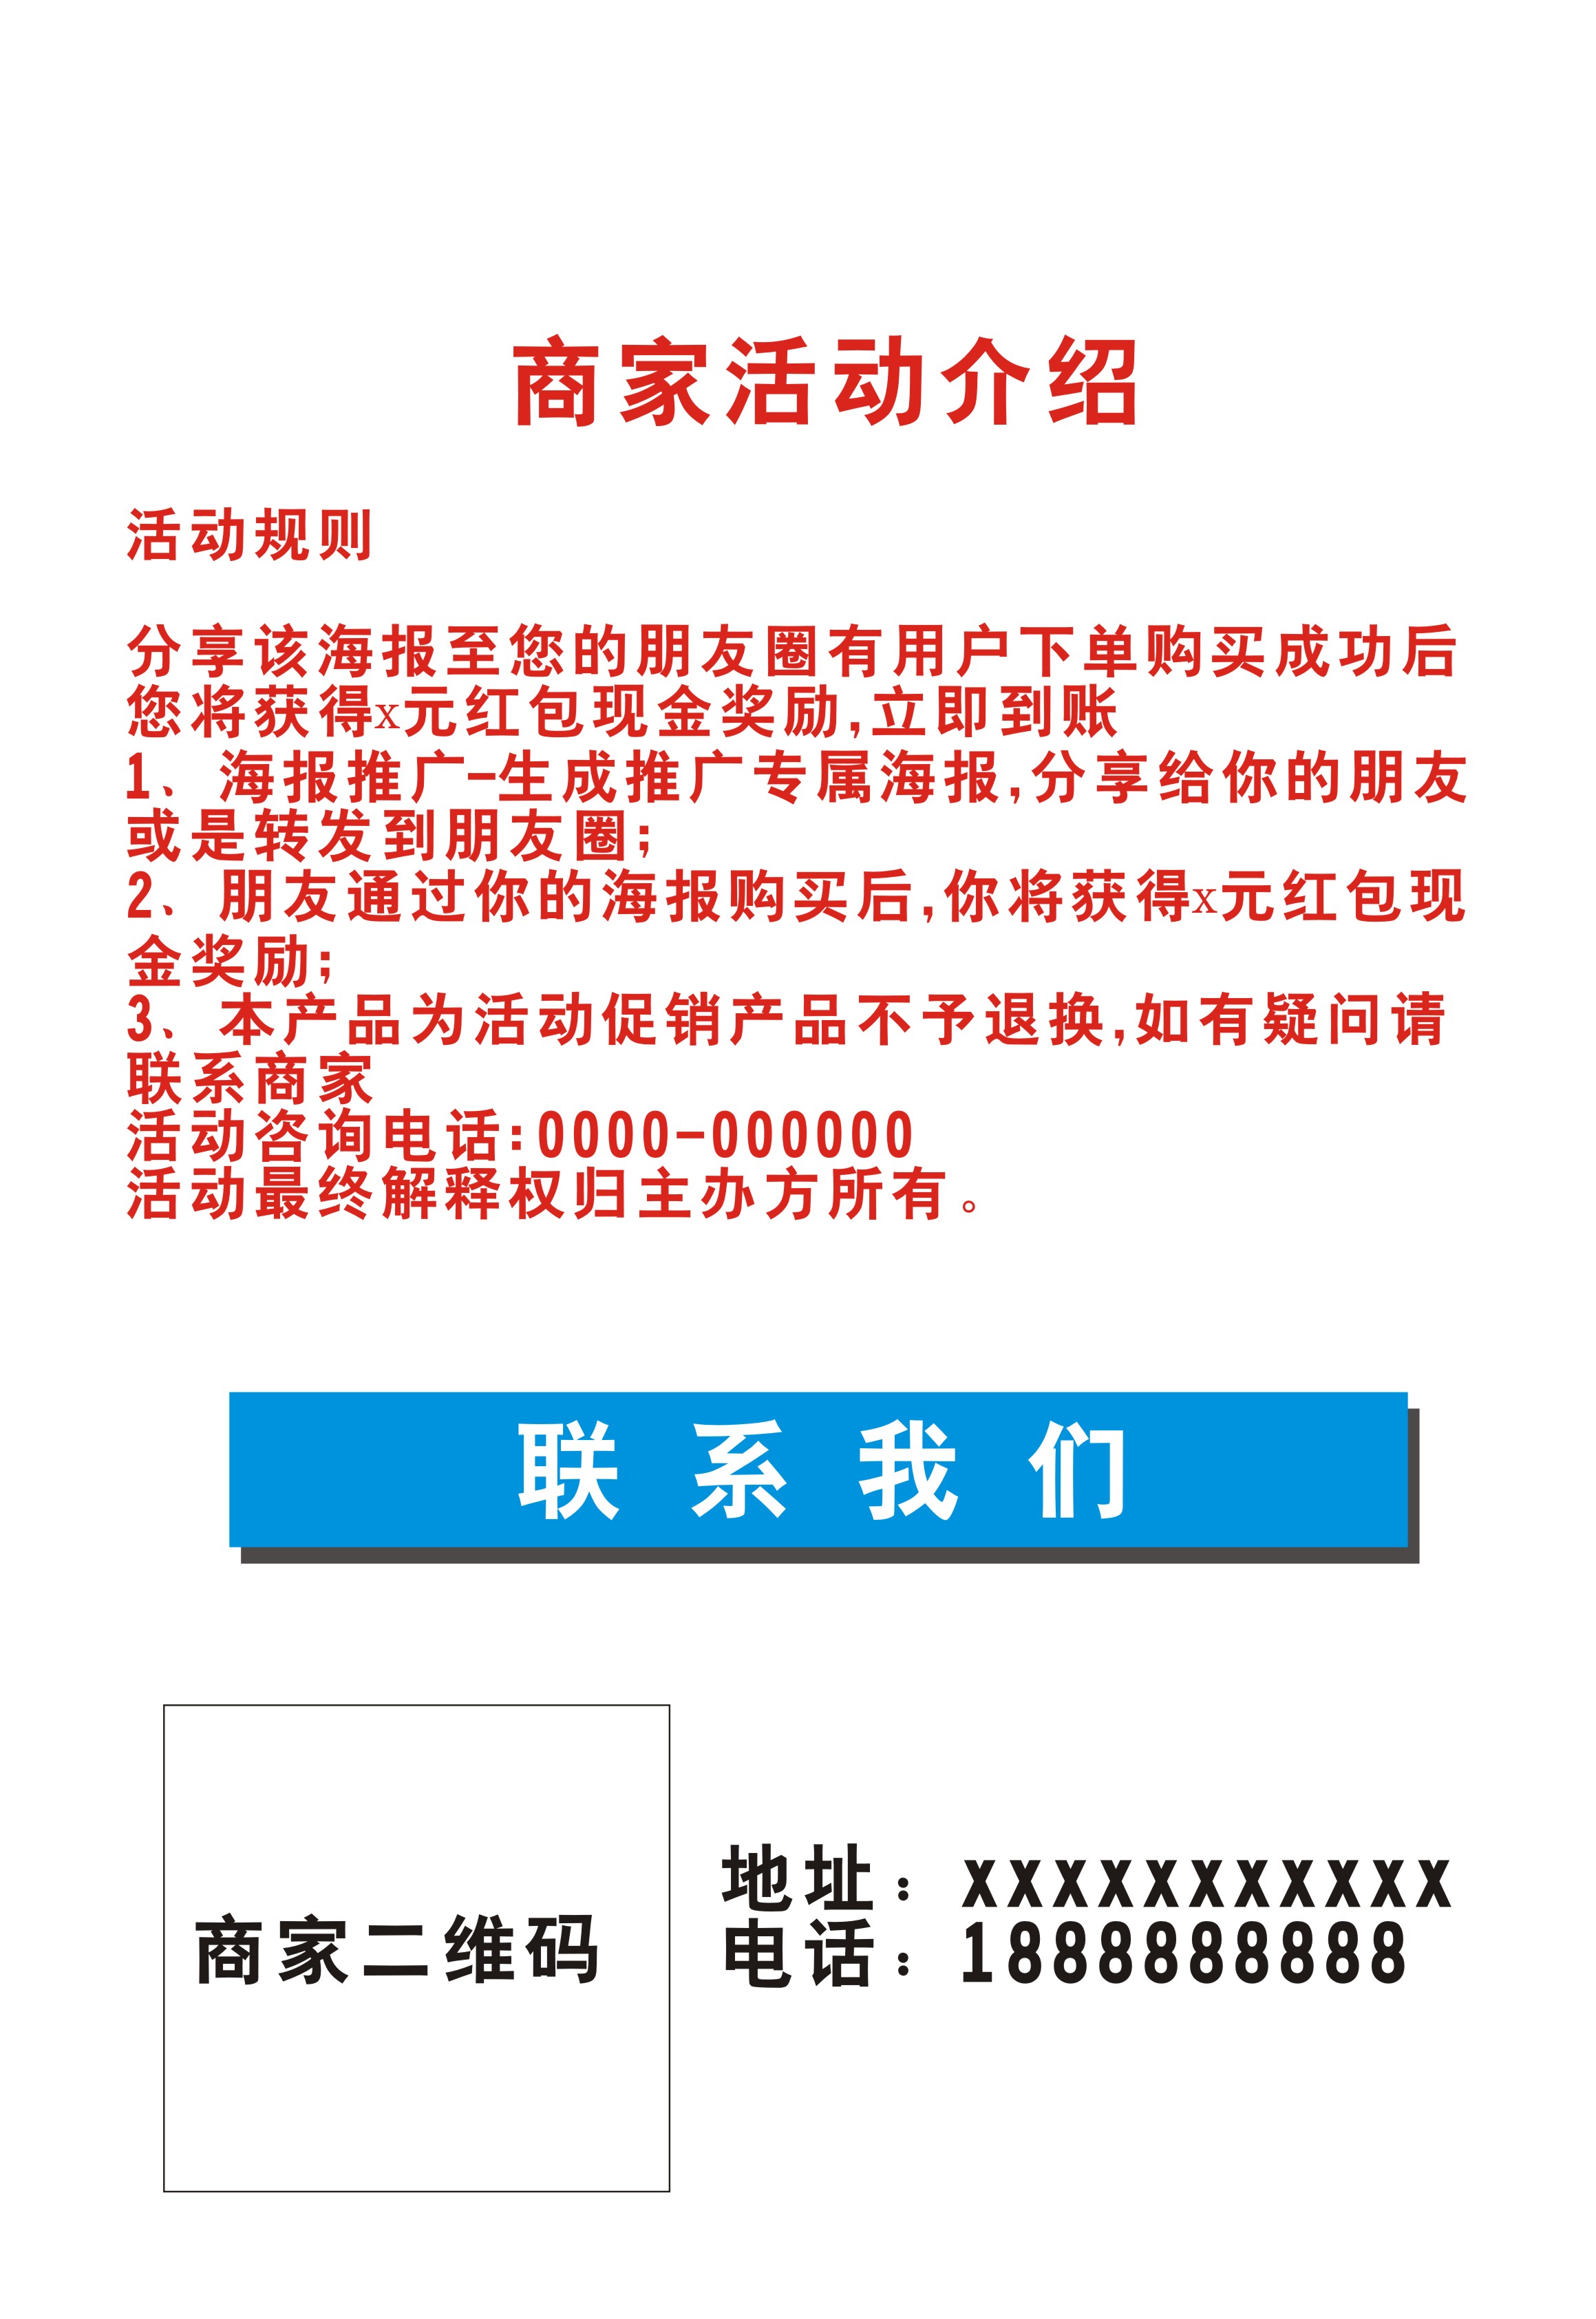 商家活动介绍
活动规则
分享该海报至您的朋友圈有用户下单购买成功后
您将获得x元红包现金奖励,立即到账
1、海报推广-生成推广专属海报,分享给你的朋友
或是转发到朋友圈;
2、朋友通过你的海报购买后,你将获得x元红包现
金奖励;
3、本产品为活动促销产品不予退换,如有疑问请
联系商家
活动咨询电话:0000-000000
活动最终解释权归主办方所有。
联系我们
商家二维码
地址：XXXXXXXXXXX
电话：1888888888